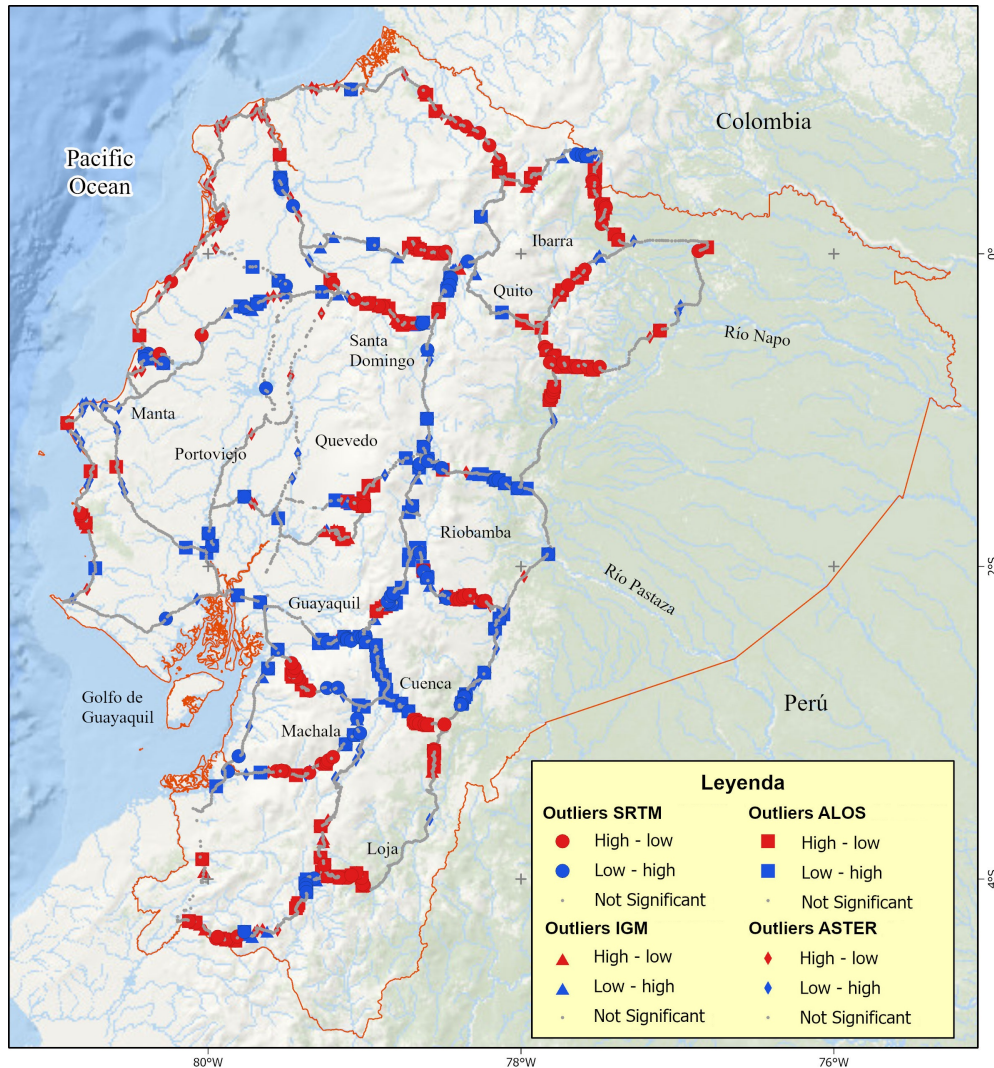 Colombia
Pacific
Ocean
Ibarra
0°
Quito
Río Napo
Santa
Domingo
Manta
Quevedo
Portoviejo
Riobamba
2°S
Río Pastaza
Guayaquil
Cuenca
Golfo de
Guayaquil
Perú
Machala
Loja
4°S
Leyenda
Outliers SRTM
High - low
Low - high
Not Significant
Outliers ALOS
High - low
Low - high
Not Significant
Outliers IGM
High - low
Low - high
Not Significant
Outliers ASTER
High - low
Low - high
Not Significant
80°W
78°W
76°W